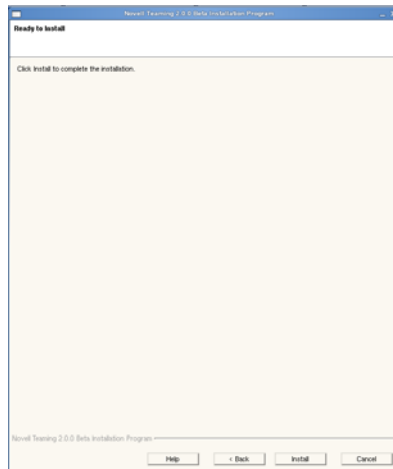 Novell Teaming 2.0.0 Beta Installation Program
Ready to Install
Click Install to complete the installation.
Novell Teaming 2.0.0 Beta Installation Program
Help
< Back
Install
Cancel